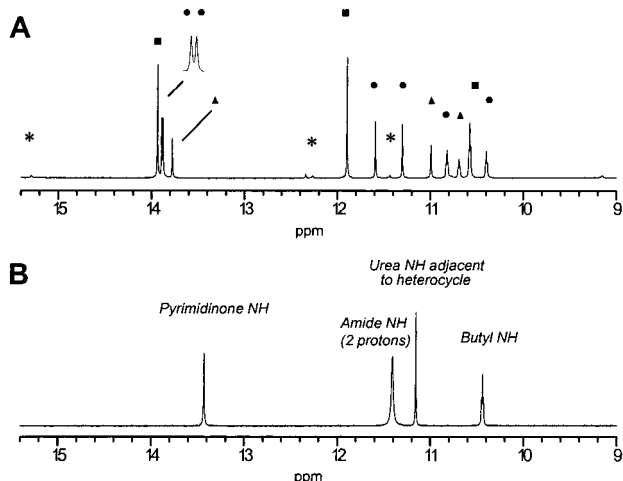 A
*
*
*
15 14 13 12 11 10 9
ppm
B
Urea NH adjacent
to heterocycle
Pyrimidinone NH
Amide NH
(2 protons)
Butyl NH
15 14 13 12 11 10 9
ppm